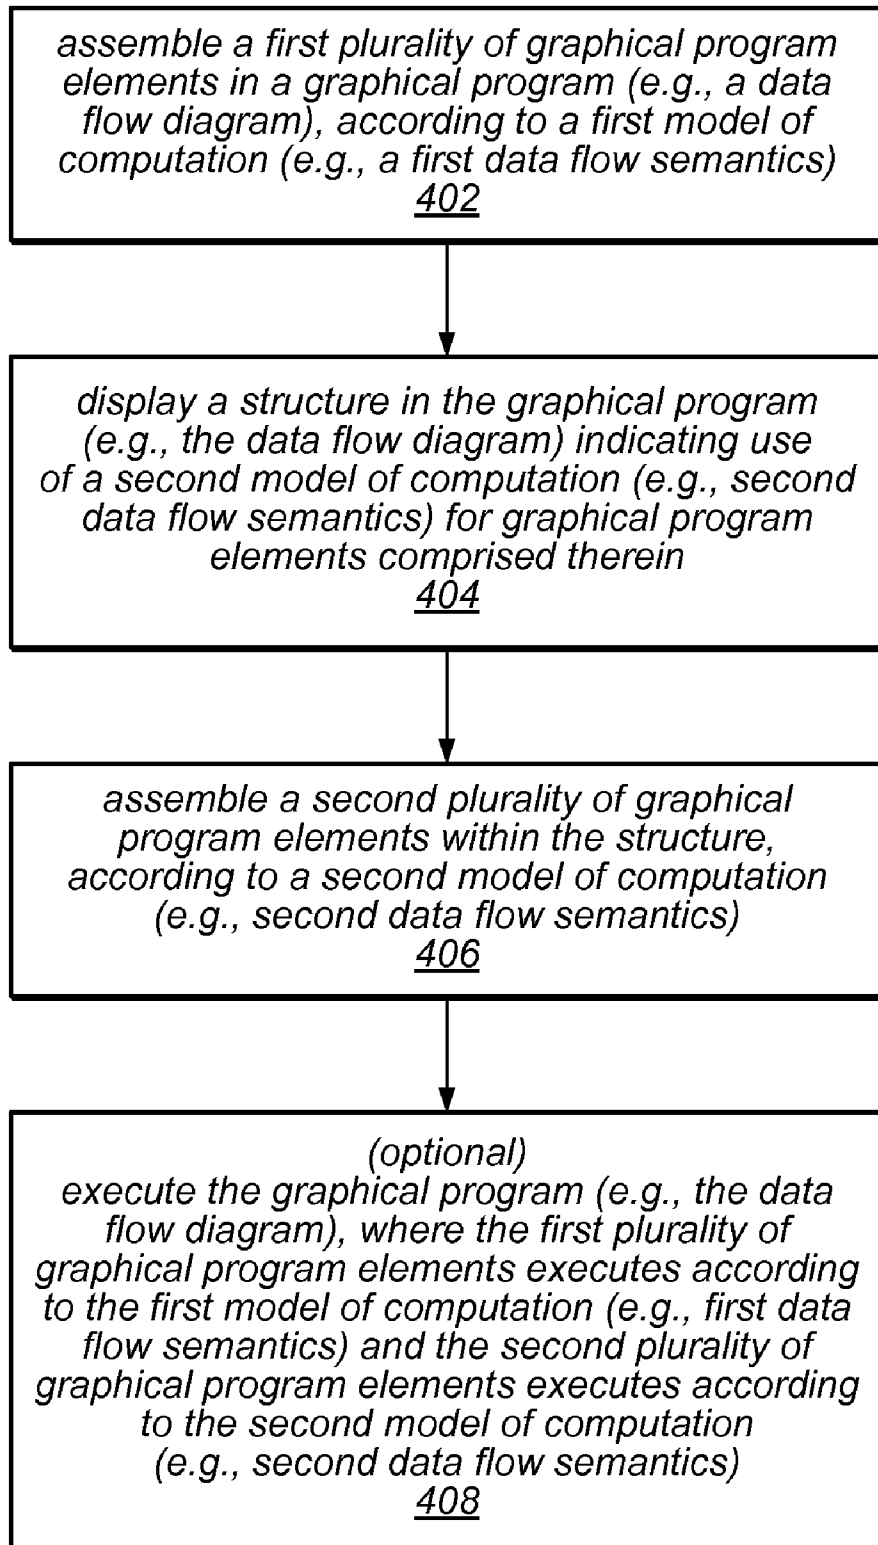 assemble a first plurality of graphical program
elements in a graphical program (e.g., a data
flow diagram), according to a first model of
computation (e.g., a first data flow semantics)
402
display a structure in the graphical program
(e.g., the data flow diagram) indicating use
of a second model of computation (e.g., second
data flow semantics) for graphical program
elements comprised therein
404
assemble a second plurality of graphical
program elements within the structure,
according to a second model of computation
(e.g., second data flow semantics)
406
(optional)
execute the graphical program (e.g., the data
flow diagram), where the first plurality of
graphical program elements executes according
to the first model of computation (e.g., first data
flow semantics) and the second plurality of
graphical program elements executes according
to the second model of computation
(e.g., second data flow semantics)
408